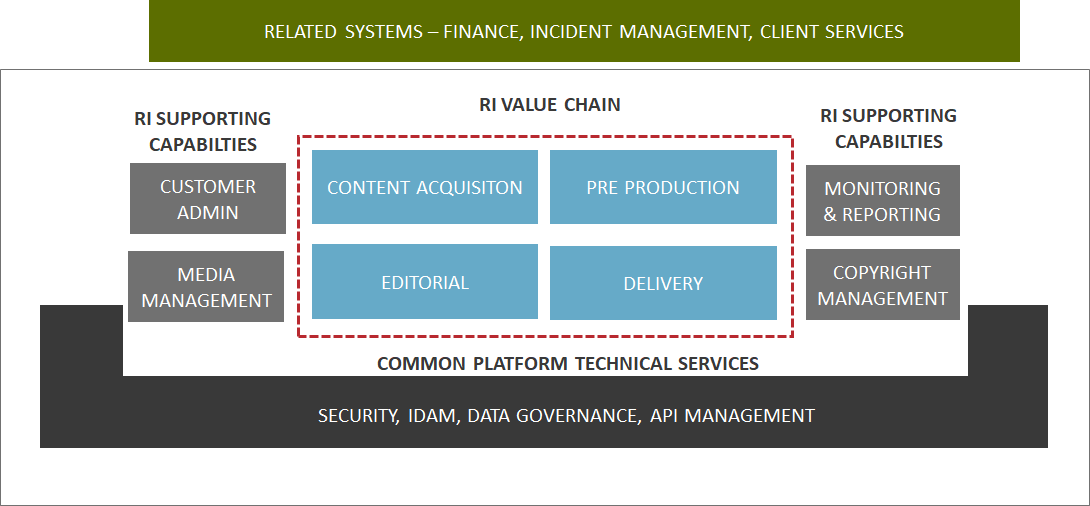 RELATED SYSTEMS – FINANCE, INCIDENT MANAGEMENT, CLIENT SERVICES
RI VALUE CHAIN
RI SUPPORTING
CAPABILTIES
CUSTOMER
ADMIN
MEDIA
MANAGEMENT
CONTENT ACQUISITON
PRE PRODUCTION
EDITORIAL
DELIVERY
RI SUPPORTING
CAPABILTIES
MONITORING
& REPORTING
COPYRIGHT
MANAGEMENT
COMMON PLATFORM TECHNICAL SERVICES
SECURITY, IDAM, DATA GOVERNANCE, API MANAGEMENT